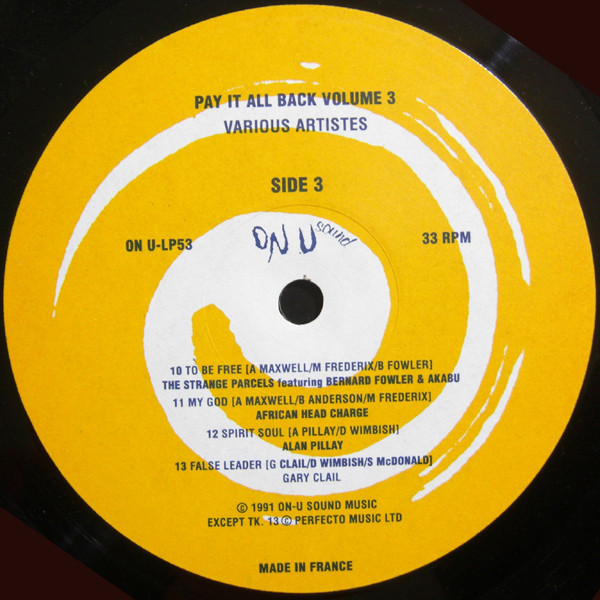 PAY IT ALL BACK VOLUME 3
VARIOUS ARTISTES
SIDE 3
ON U-LP53
ON U sound
33 RPM
10 TO BE FREE [A MAXWELL/M FREDERIX/B FOWLER]
THE STRANGE PARCELS featuring BERNARD FOWLER & AKABU
11 MY GOD [A MAXWELL/B ANDERSON/M FREDERIX]
AFRICAN HEAD CHARGE
12 SPIRIT SOUL [A PILLAY/D WIMBISH]
ALAN PILLAY
13 FALSE LEADER [G CLAIL/D WIMBISH/S McDONALD]
GARY CLAIL
© 1991 ON-U SOUND MUSIC
EXCEPT TK. 13 © PERFECTO MUSIC LTD
MADE IN FRANCE